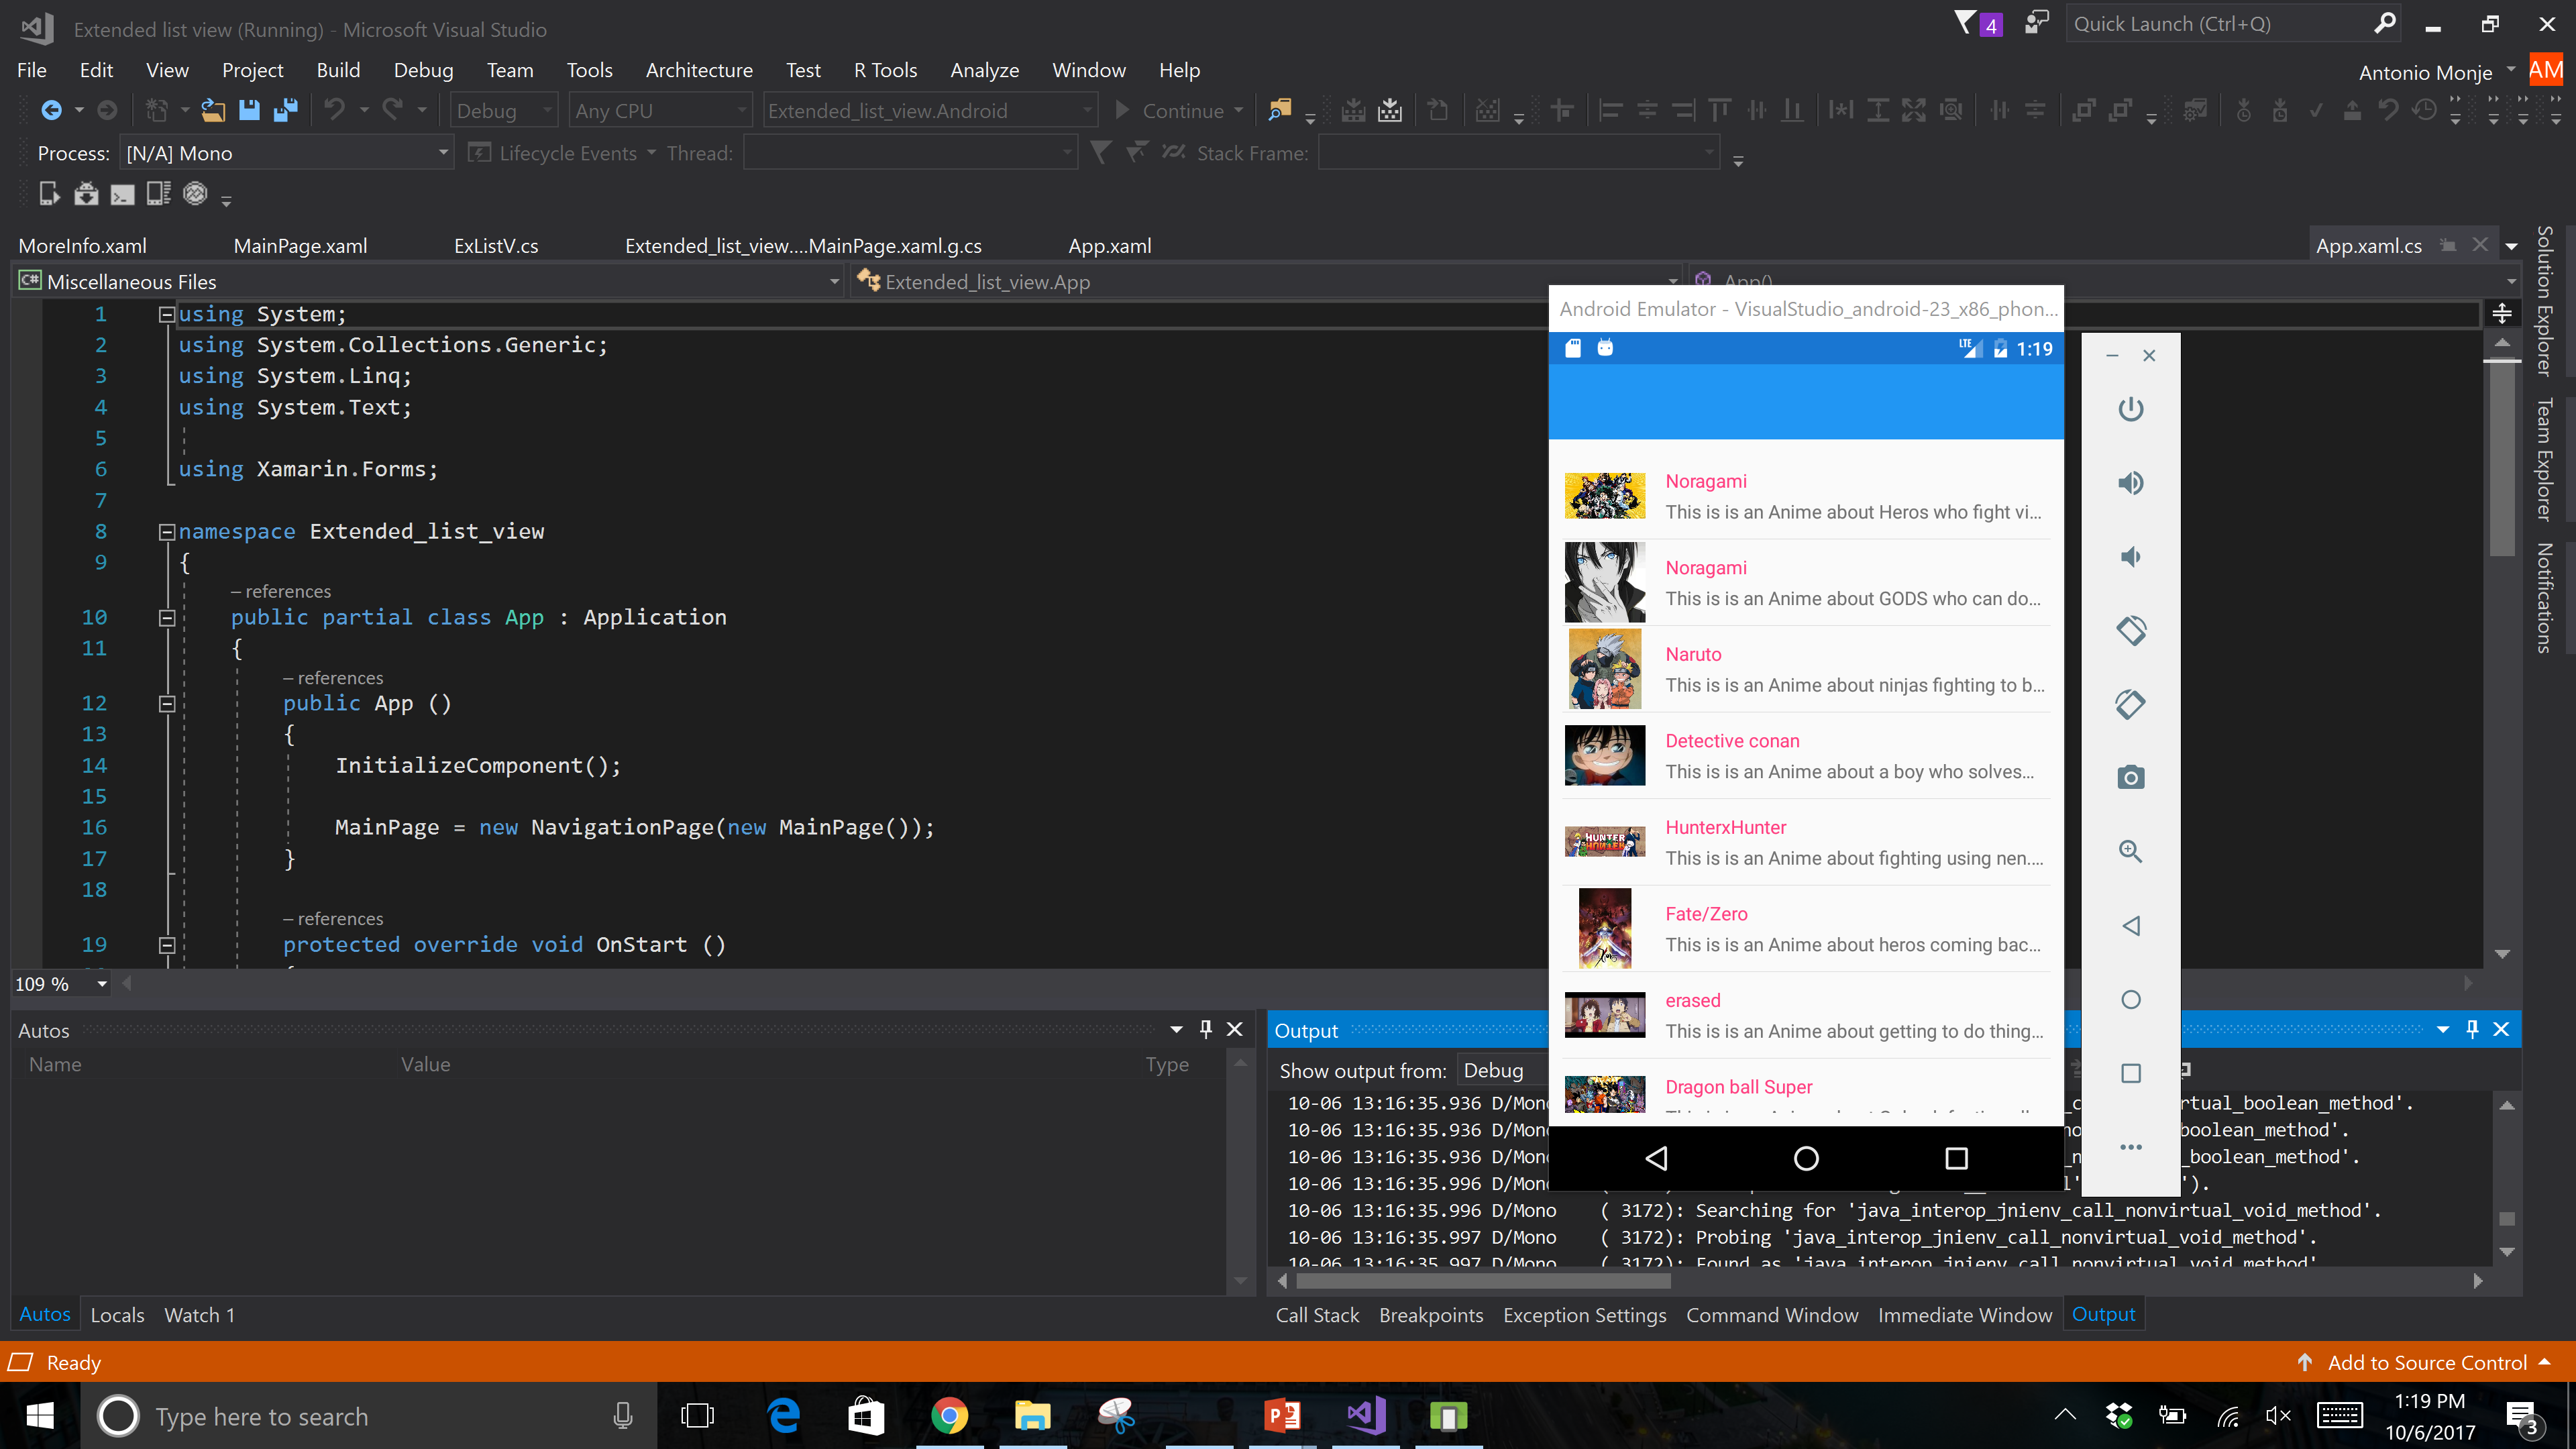 Extended list view (Running) - Microsoft Visual Studio
4
Quick Launch (Ctrl+Q)
File Edit View Project Build Debug Team Tools Architecture Test R Tools Analyze Window Help
Antonio Monje
AM
Debug Any CPU Extended_list_view.Android Continue
Process: [N/A] Mono Lifecycle Events Thread: Stack Frame:
MoreInfo.xaml MainPage.xaml ExListV.cs Extended_list_view....MainPage.xaml.g.cs App.xaml App.xaml.cs
C# Miscellaneous Files Extended_list_view.App App()
1 using System;
2 using System.Collections.Generic;
3 using System.Linq;
4 using System.Text;
5
6 using Xamarin.Forms;
7
8 namespace Extended_list_view
9 {
– references
10 public partial class App : Application
11 {
– references
12 public App ()
13 {
14 InitializeComponent();
15
16 MainPage = new NavigationPage(new MainPage());
17 }
18
– references
19 protected override void OnStart ()
109 %
Solution Explorer
Team Explorer
Notifications
Android Emulator - VisualStudio_android-23_x86_phon...
LTE 1:19
Noragami
This is is an Anime about Heros who fight vi...
Noragami
This is is an Anime about GODS who can do...
Naruto
This is is an Anime about ninjas fighting to b...
Detective conan
This is is an Anime about a boy who solves...
HunterxHunter
This is is an Anime about fighting using nen....
HUNTER
HUNTER
Fate/Zero
This is is an Anime about heros coming bac...
erased
This is is an Anime about getting to do thing...
Dragon ball Super
Autos
Name Value Type
Autos Locals Watch 1
Output
Show output from: Debug
10-06 13:16:35.936 D/Mono rtual_boolean_method'.
10-06 13:16:35.936 D/Mono boolean_method'.
10-06 13:16:35.936 D/Mono _boolean_method'.
10-06 13:16:35.996 D/Mono ').
10-06 13:16:35.996 D/Mono ( 3172): Searching for 'java_interop_jnienv_call_nonvirtual_void_method'.
10-06 13:16:35.997 D/Mono ( 3172): Probing 'java_interop_jnienv_call_nonvirtual_void_method'.
10-06 13:16:35.997 D/Mono ( 3172): Found as 'java_interop_jnienv_call_nonvirtual_void_method'
Call Stack Breakpoints Exception Settings Command Window Immediate Window Output
Ready
Add to Source Control
Type here to search
1:19 PM
10/6/2017
3